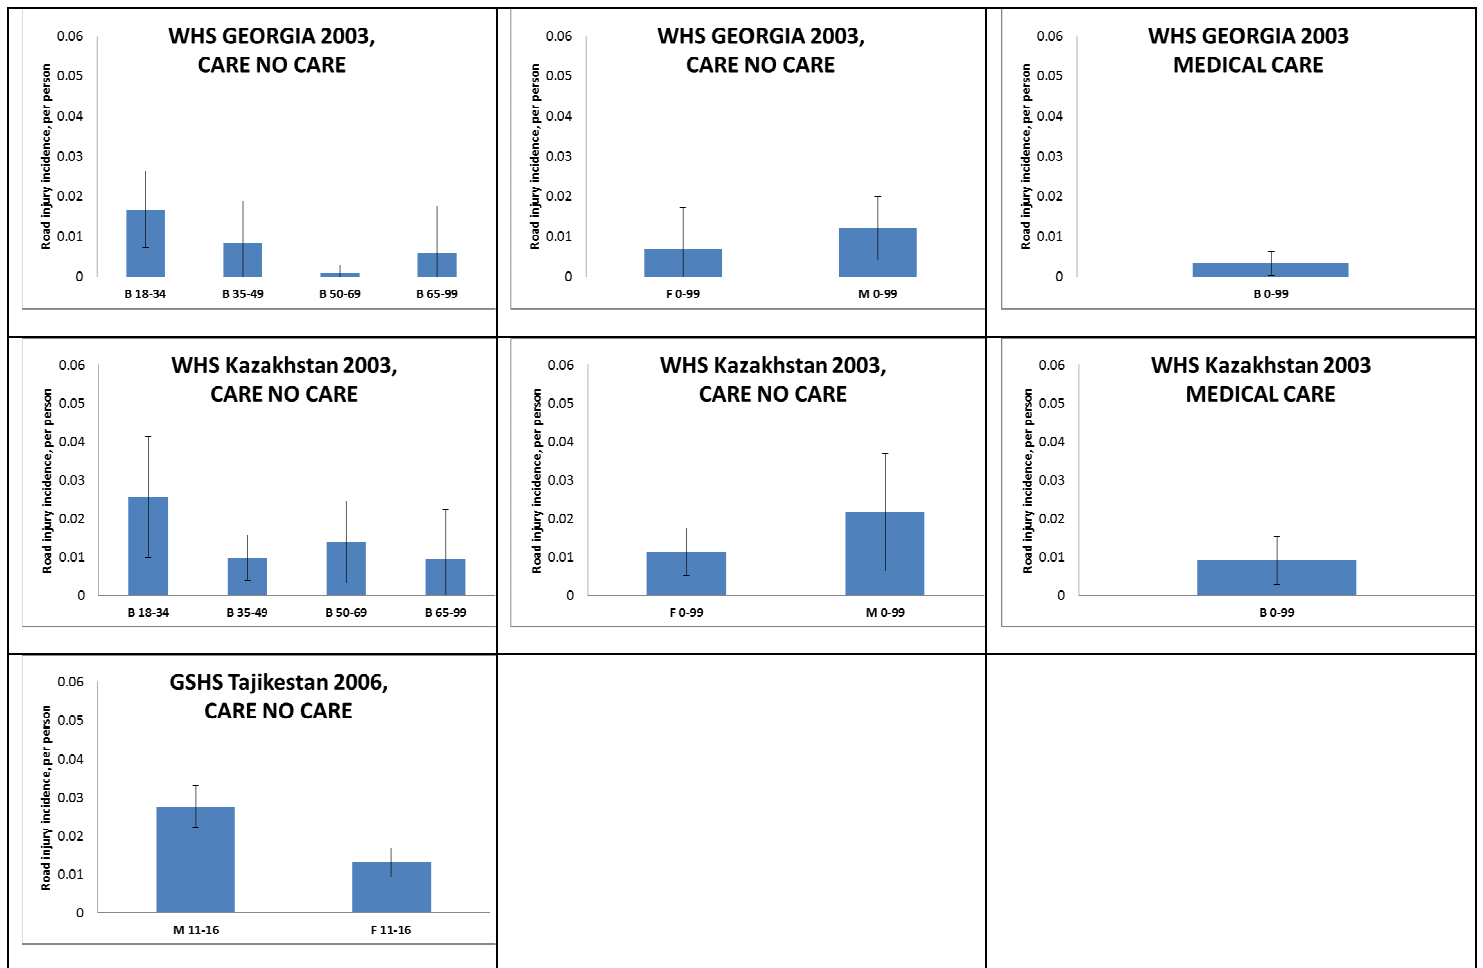 WHS GEORGIA 2003,
CARE NO CARE
Road injury incidence, per person
0.06
0.05
0.04
0.03
0.02
0.01
0
B 18-34 B 35-49 B 50-69 B 65-99
WHS GEORGIA 2003,
CARE NO CARE
Road injury incidence, per person
0.06
0.05
0.04
0.03
0.02
0.01
0
F 0-99 M 0-99
WHS GEORGIA 2003
MEDICAL CARE
Road injury incidence, per person
0.06
0.05
0.04
0.03
0.02
0.01
0
B 0-99
WHS Kazakhstan 2003,
CARE NO CARE
Road injury incidence, per person
0.06
0.05
0.04
0.03
0.02
0.01
0
B 18-34 B 35-49 B 50-69 B 65-99
WHS Kazakhstan 2003,
CARE NO CARE
Road injury incidence, per person
0.06
0.05
0.04
0.03
0.02
0.01
0
F 0-99 M 0-99
WHS Kazakhstan 2003
MEDICAL CARE
Road injury incidence, per person
0.06
0.05
0.04
0.03
0.02
0.01
0
B 0-99
GSHS Tajikestan 2006,
CARE NO CARE
Road injury incidence, per person
0.06
0.05
0.04
0.03
0.02
0.01
0
M 11-16 F 11-16